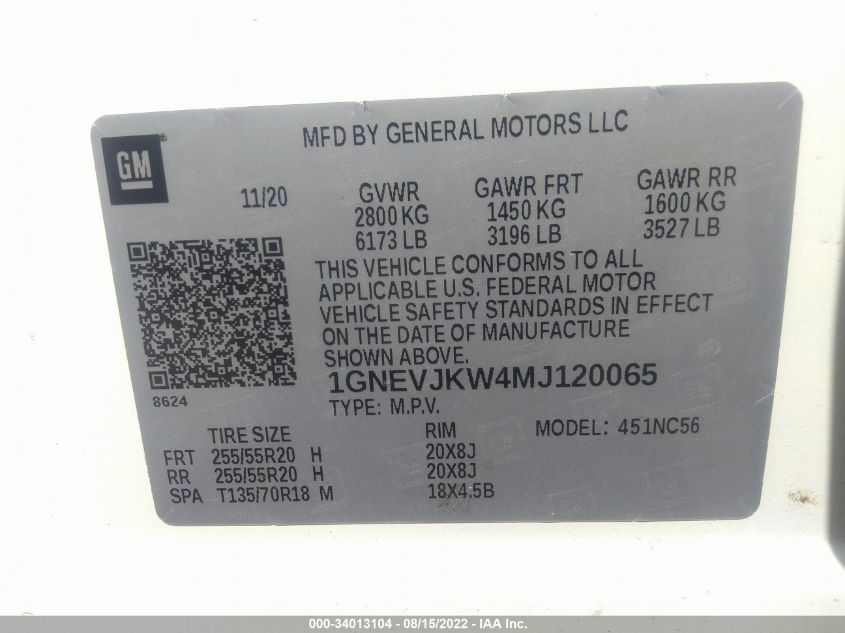 MFD BY GENERAL MOTORS LLC
GM ®
11/20
GVWR GAWR FRT GAWR RR
2800 KG 1450 KG 1600 KG
6173 LB 3196 LB 3527 LB
THIS VEHICLE CONFORMS TO ALL
APPLICABLE U.S. FEDERAL MOTOR
VEHICLE SAFETY STANDARDS IN EFFECT
ON THE DATE OF MANUFACTURE
SHOWN ABOVE.
1GNEVJKW4MJ120065
8624
TYPE: M.P.V.
TIRE SIZE RIM MODEL: 451NC56
FRT 255/55R20 H 20X8J
RR 255/55R20 H 20X8J
SPA T135/70R18 M 18X4.5B
000-34013104 - 08/15/2022 - IAA Inc.